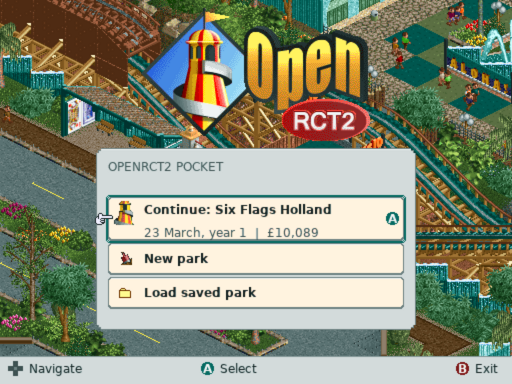 Open
RCT2
OPENRCT2 POCKET
Continue: Six Flags Holland
A
23 March, year 1 | £10,089
New park
Load saved park
Navigate
A Select
B Exit